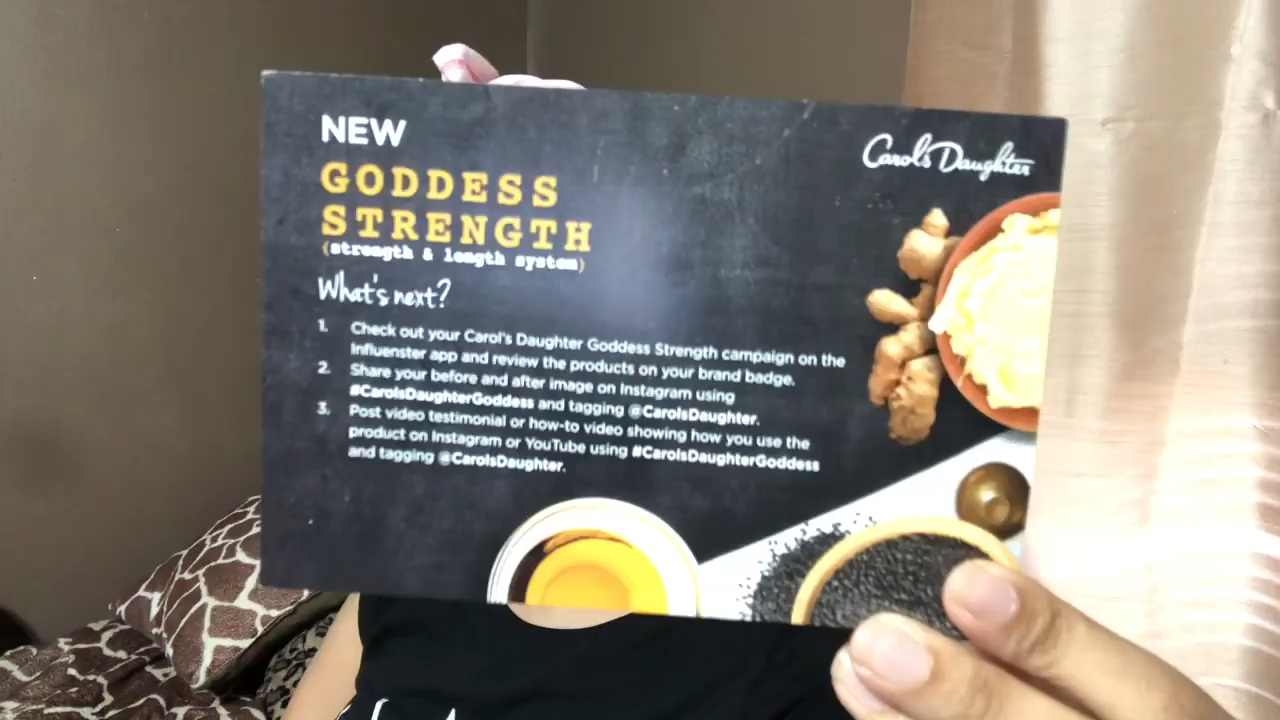 NEW
Carol's Daughter
GODDESS
STRENGTH
(strength & length system)
What's next?
1. Check out your Carol's Daughter Goddess Strength campaign on the
Influenster app and review the products on your brand badge.
2. Share your before and after image on Instagram using
#CarolsDaughterGoddess and tagging @CarolsDaughter.
3. Post video testimonial or how-to video showing how you use the
product on Instagram or YouTube using #CarolsDaughterGoddess
and tagging @CarolsDaughter.